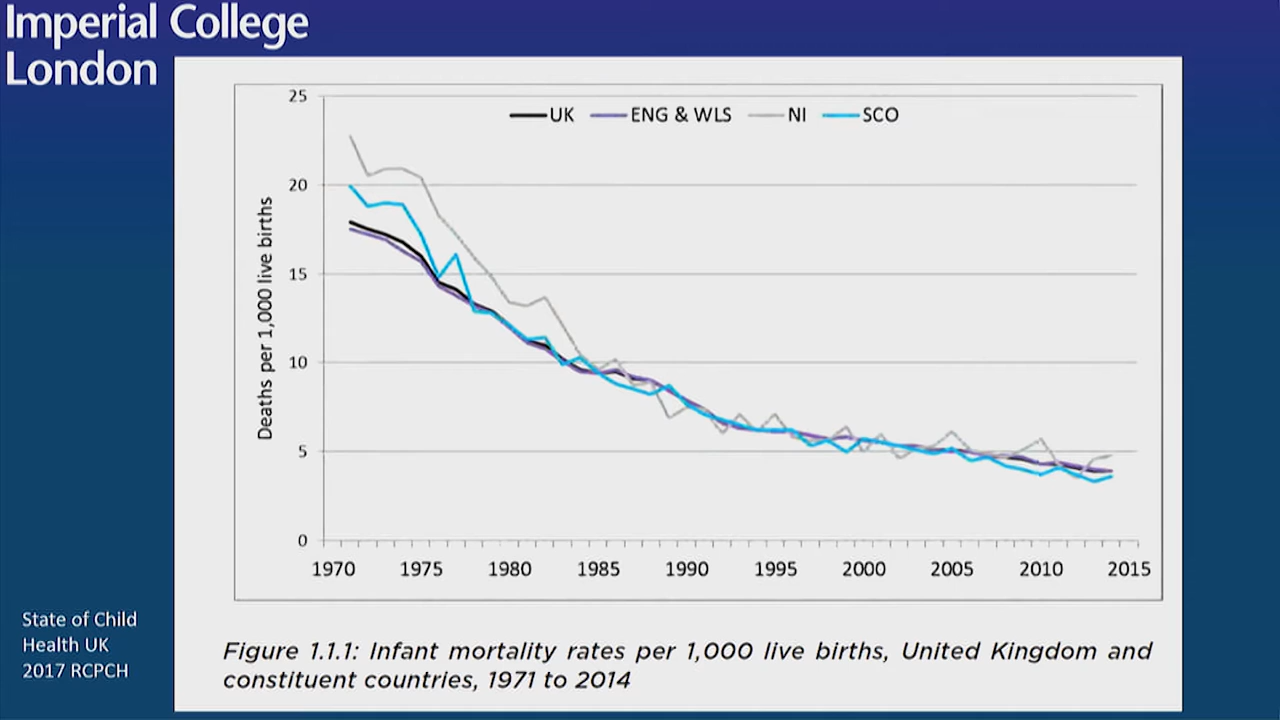 Imperial College
London
25
UK
ENG & WLS
NI
SCO
20
15
10
5
0
Deaths per 1,000 live births
1970
1975
1980
1985
1990
1995
2000
2005
2010
2015
State of Child
Health UK
2017 RCPCH
Figure 1.1.1: Infant mortality rates per 1,000 live births, United Kingdom and
constituent countries, 1971 to 2014